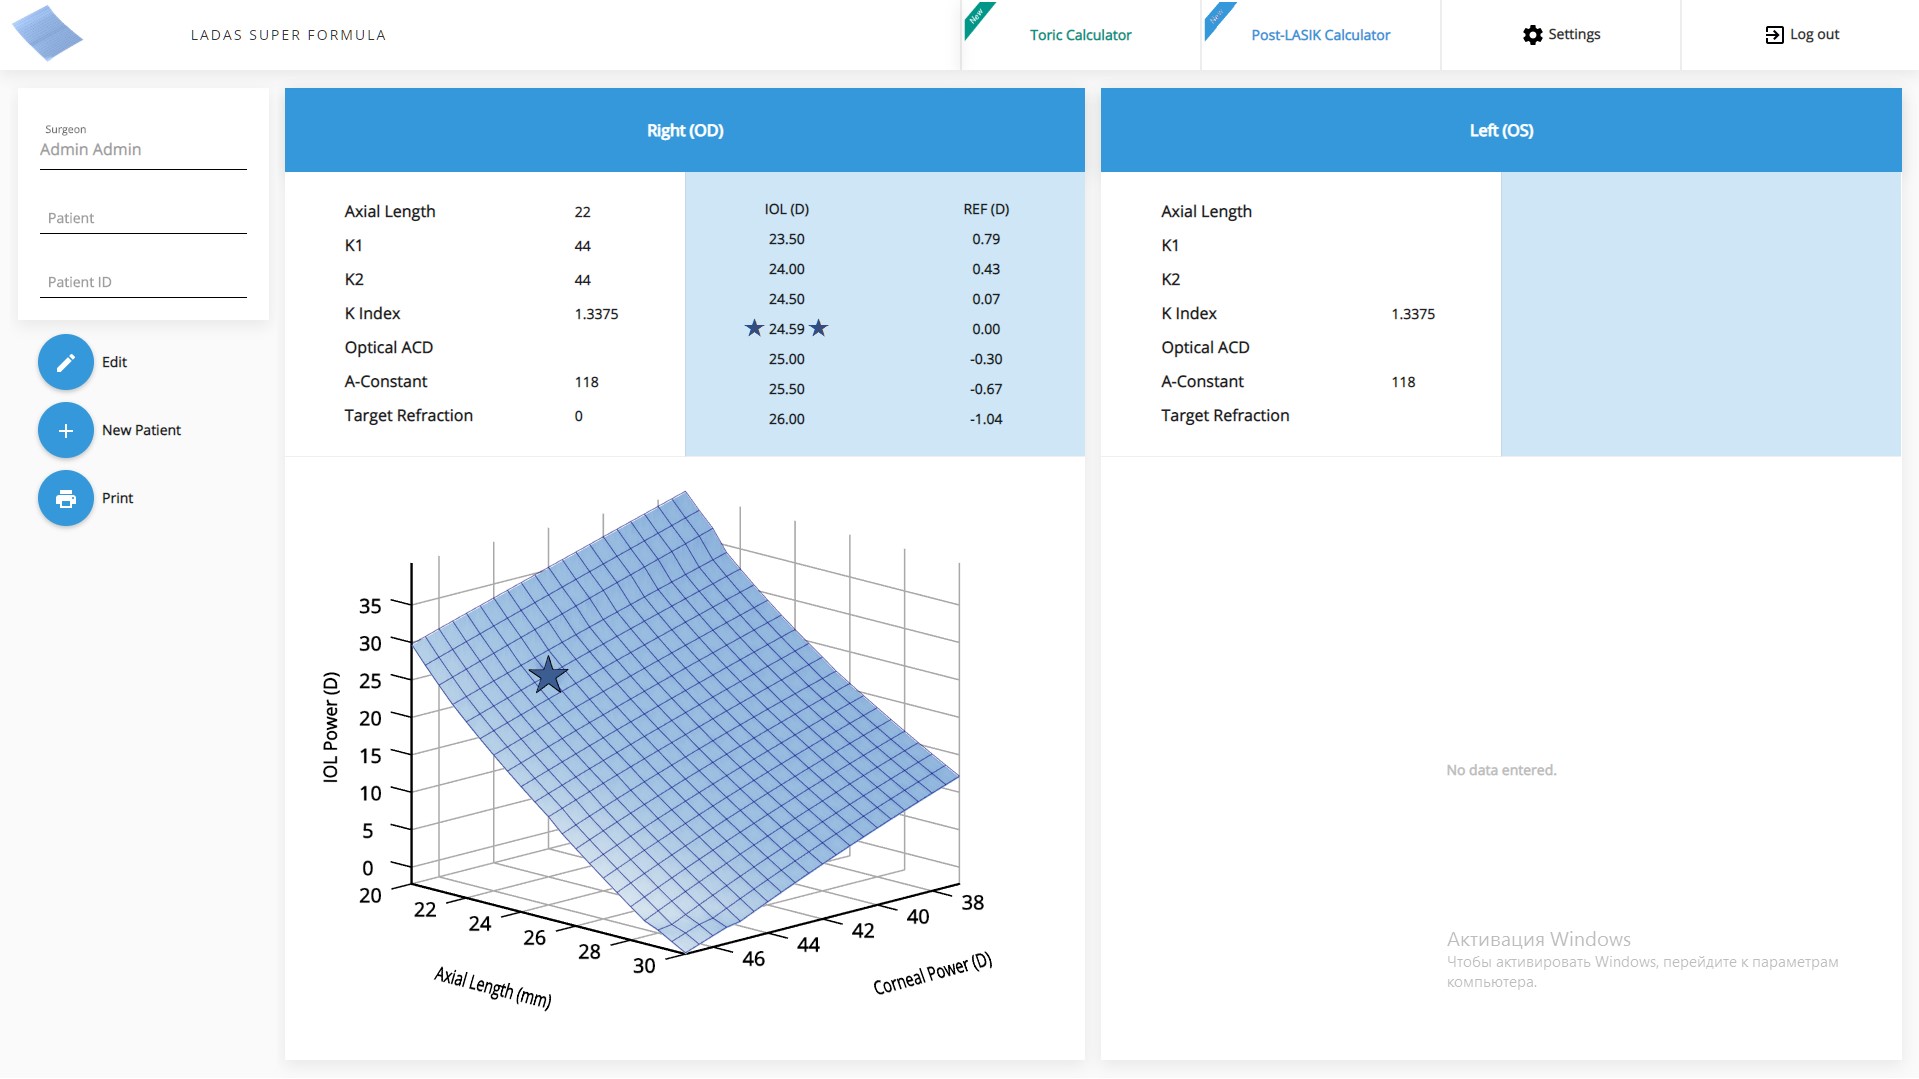 LADAS SUPER FORMULA
New
Toric Calculator
New
Post-LASIK Calculator
Settings
Log out
Surgeon
Admin Admin
Patient
Patient ID
Edit
New Patient
Print
Right (OD)
Axial Length 22
K1 44
K2 44
K Index 1.3375
Optical ACD
A-Constant 118
Target Refraction 0
IOL (D) REF (D)
23.50 0.79
24.00 0.43
24.50 0.07
24.59 0.00
25.00 -0.30
25.50 -0.67
26.00 -1.04
35
30
25
20
15
10
5
0
IOL Power (D)
20
22
24
26
28
30
Axial Length (mm)
46
44
42
40
38
Corneal Power (D)
Left (OS)
Axial Length
K1
K2
K Index 1.3375
Optical ACD
A-Constant 118
Target Refraction
No data entered.
Активация Windows
Чтобы активировать Windows, перейдите к параметрам
компьютера.